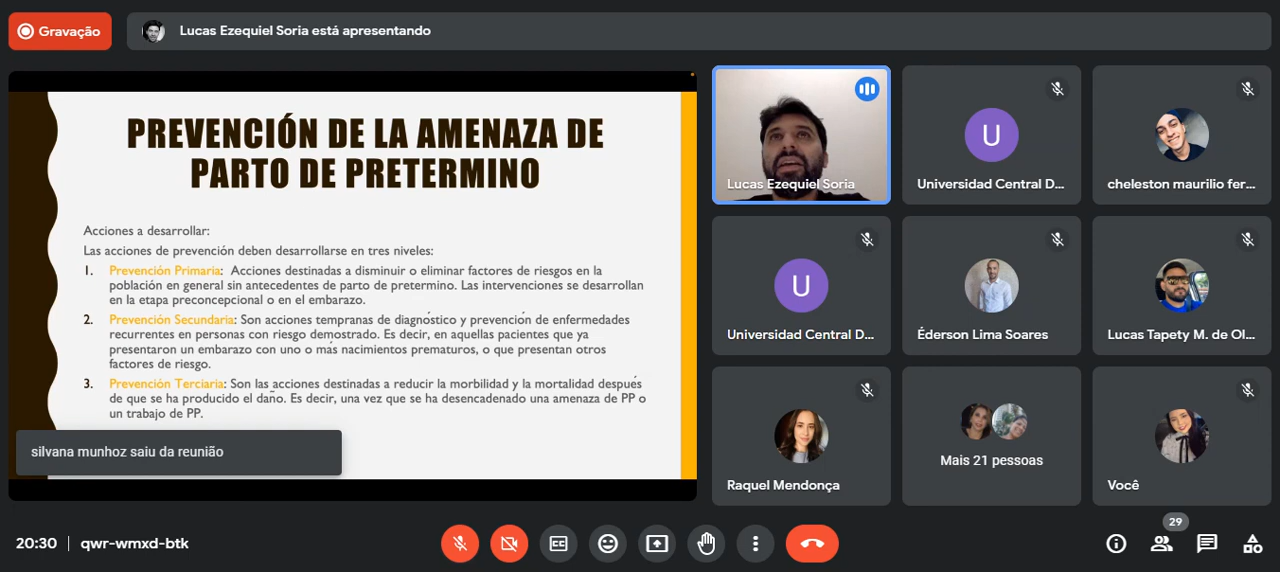 Gravação
Lucas Ezequiel Soria está apresentando
PREVENCIÓN DE LA AMENAZA DE
PARTO DE PRETERMINO
Acciones a desarrollar:
Las acciones de prevención deben desarrollarse en tres niveles:
1. Prevención Primaria: Acciones destinadas a disminuir o eliminar factores de riesgos en la
población en general sin antecedentes de parto de pretermino. Las intervenciones se desarrollan
en la etapa preconcepcional o en el embarazo.
2. Prevención Secundaria: Son acciones tempranas de diagnóstico y prevención de enfermedades
recurrentes en personas con riesgo demostrado. Es decir, en aquellas pacientes que ya
presentaron un embarazo con uno o más nacimientos prematuros, o que presentan otros
factores de riesgo.
3. Prevención Terciaria: Son las acciones destinadas a reducir la morbilidad y la mortalidad después
de que se ha producido el daño. Es decir, una vez que se ha desencadenado una amenaza de PP o
un trabajo de PP.
silvana munhoz saiu da reunião
Lucas Ezequiel Soria
U
Universidad Central D...
cheleston maurilio fer...
U
Universidad Central D...
Éderson Lima Soares
Lucas Tapety M. de Ol...
Raquel Mendonça
Mais 21 pessoas
Você
20:30 | qwr-wmxd-btk
29